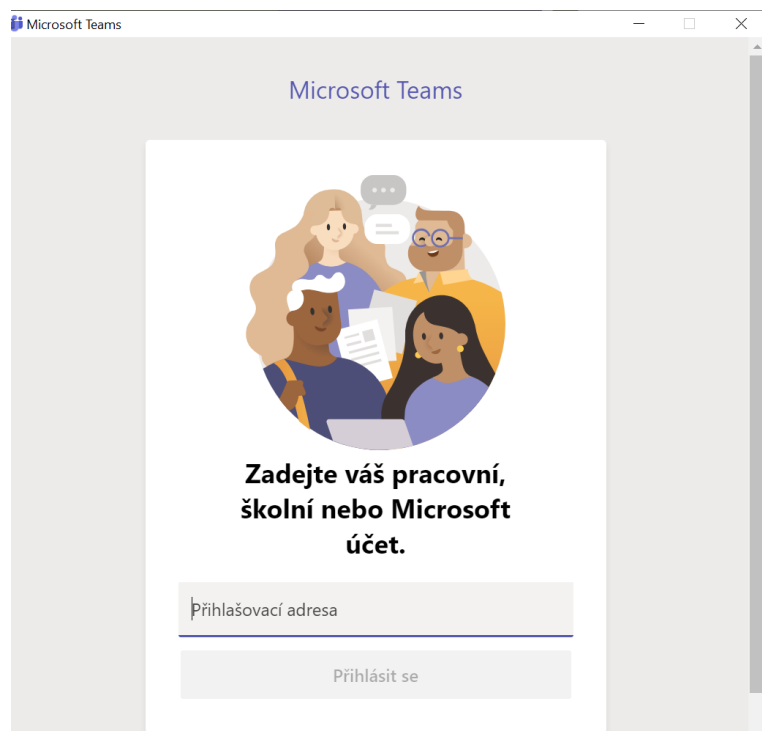 Microsoft Teams
Microsoft Teams
Zadejte váš pracovní,
školní nebo Microsoft
účet.
Přihlašovací adresa
Přihlásit se